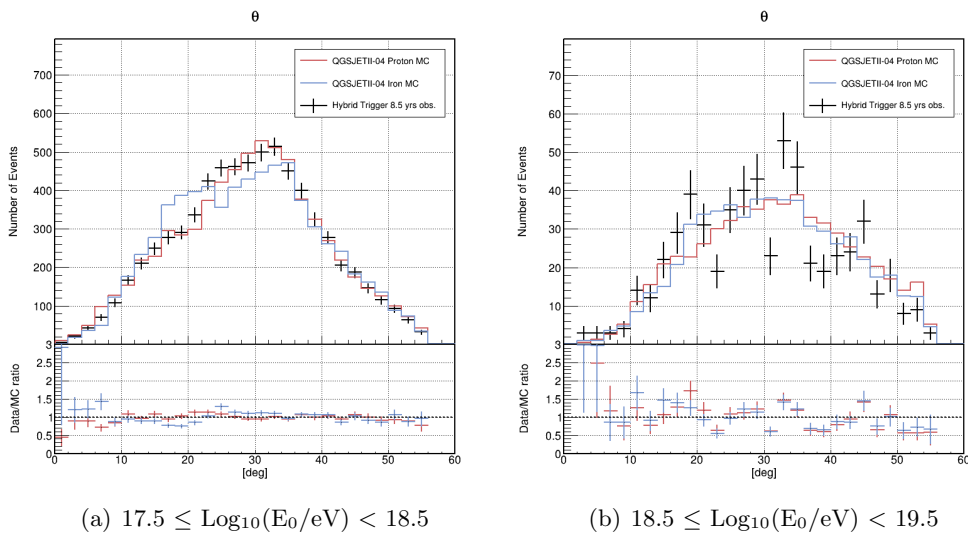 θ
QGSJETII-04 Proton MC
QGSJETII-04 Iron MC
Hybrid Trigger 8.5 yrs obs.
Number of Events
700
600
500
400
300
200
100
Data/MC ratio
3
2.5
2
1.5
1
0.5
0
0 10 20 30 40 50 60
[deg]
(a) 17.5 ≤ Log₁₀(E₀/eV) < 18.5
θ
QGSJETII-04 Proton MC
QGSJETII-04 Iron MC
Hybrid Trigger 8.5 yrs obs.
Number of Events
70
60
50
40
30
20
10
Data/MC ratio
3
2.5
2
1.5
1
0.5
0
0 10 20 30 40 50 60
[deg]
(b) 18.5 ≤ Log₁₀(E₀/eV) < 19.5